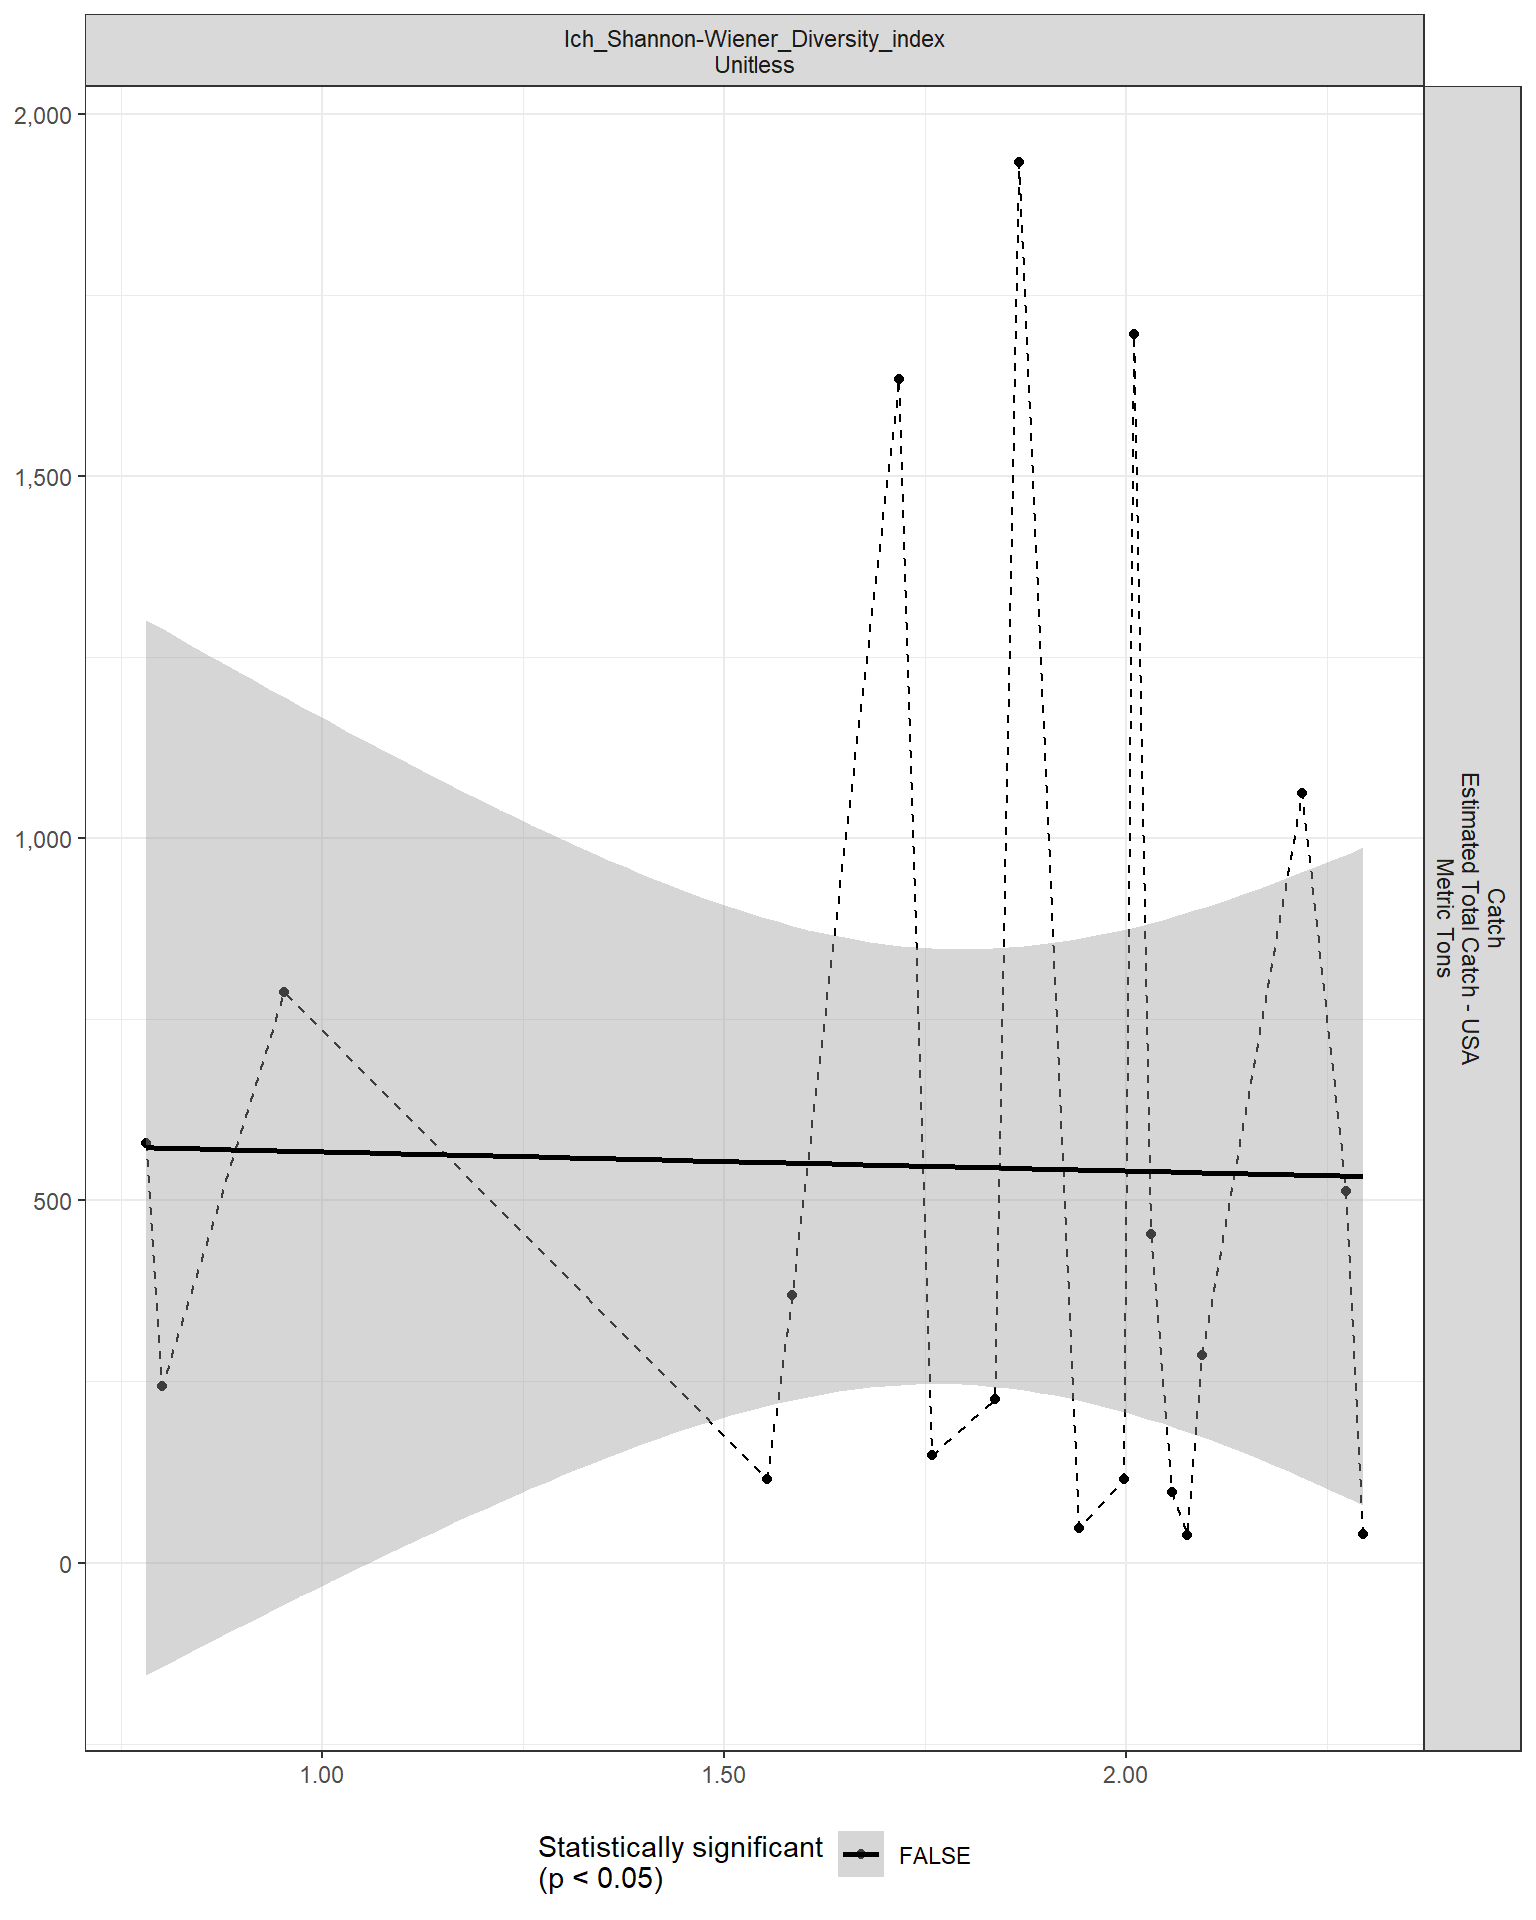 Ich_Shannon-Wiener_Diversity_index
Unitless
2,000
1,500
1,000
500
0
Catch
Estimated Total Catch - USA
Metric Tons
1.00
1.50
2.00
Statistically significant
(p < 0.05)
FALSE